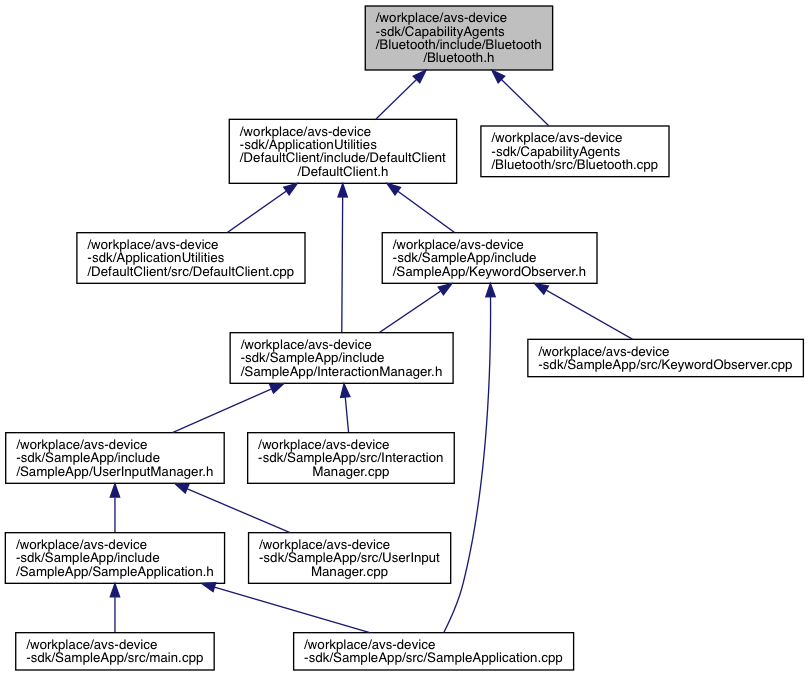 /workplace/avs-device
-sdk/CapabilityAgents
/Bluetooth/include/Bluetooth
/Bluetooth.h
/workplace/avs-device
-sdk/ApplicationUtilities
/DefaultClient/include/DefaultClient
/DefaultClient.h
/workplace/avs-device
-sdk/CapabilityAgents
/Bluetooth/src/Bluetooth.cpp
/workplace/avs-device
-sdk/ApplicationUtilities
/DefaultClient/src/DefaultClient.cpp
/workplace/avs-device
-sdk/SampleApp/include
/SampleApp/KeywordObserver.h
/workplace/avs-device
-sdk/SampleApp/include
/SampleApp/InteractionManager.h
/workplace/avs-device
-sdk/SampleApp/src/KeywordObserver.cpp
/workplace/avs-device
-sdk/SampleApp/include
/SampleApp/UserInputManager.h
/workplace/avs-device
-sdk/SampleApp/src/Interaction
Manager.cpp
/workplace/avs-device
-sdk/SampleApp/include
/SampleApp/SampleApplication.h
/workplace/avs-device
-sdk/SampleApp/src/UserInput
Manager.cpp
/workplace/avs-device
-sdk/SampleApp/src/main.cpp
/workplace/avs-device
-sdk/SampleApp/src/SampleApplication.cpp